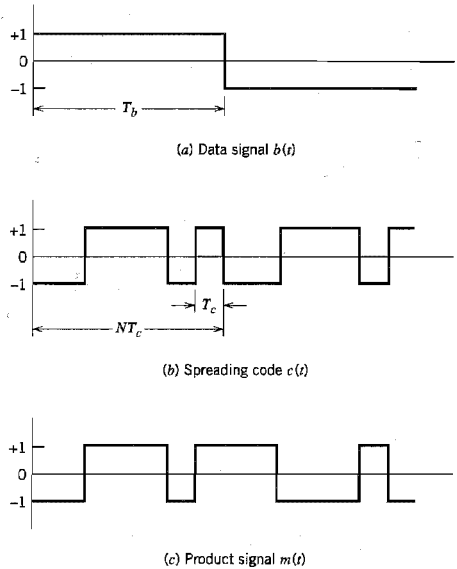 +1
0
−1
T_b
(a) Data signal b(t)
+1
0
−1
T_c
NT_c
(b) Spreading code c(t)
+1
0
−1
(c) Product signal m(t)